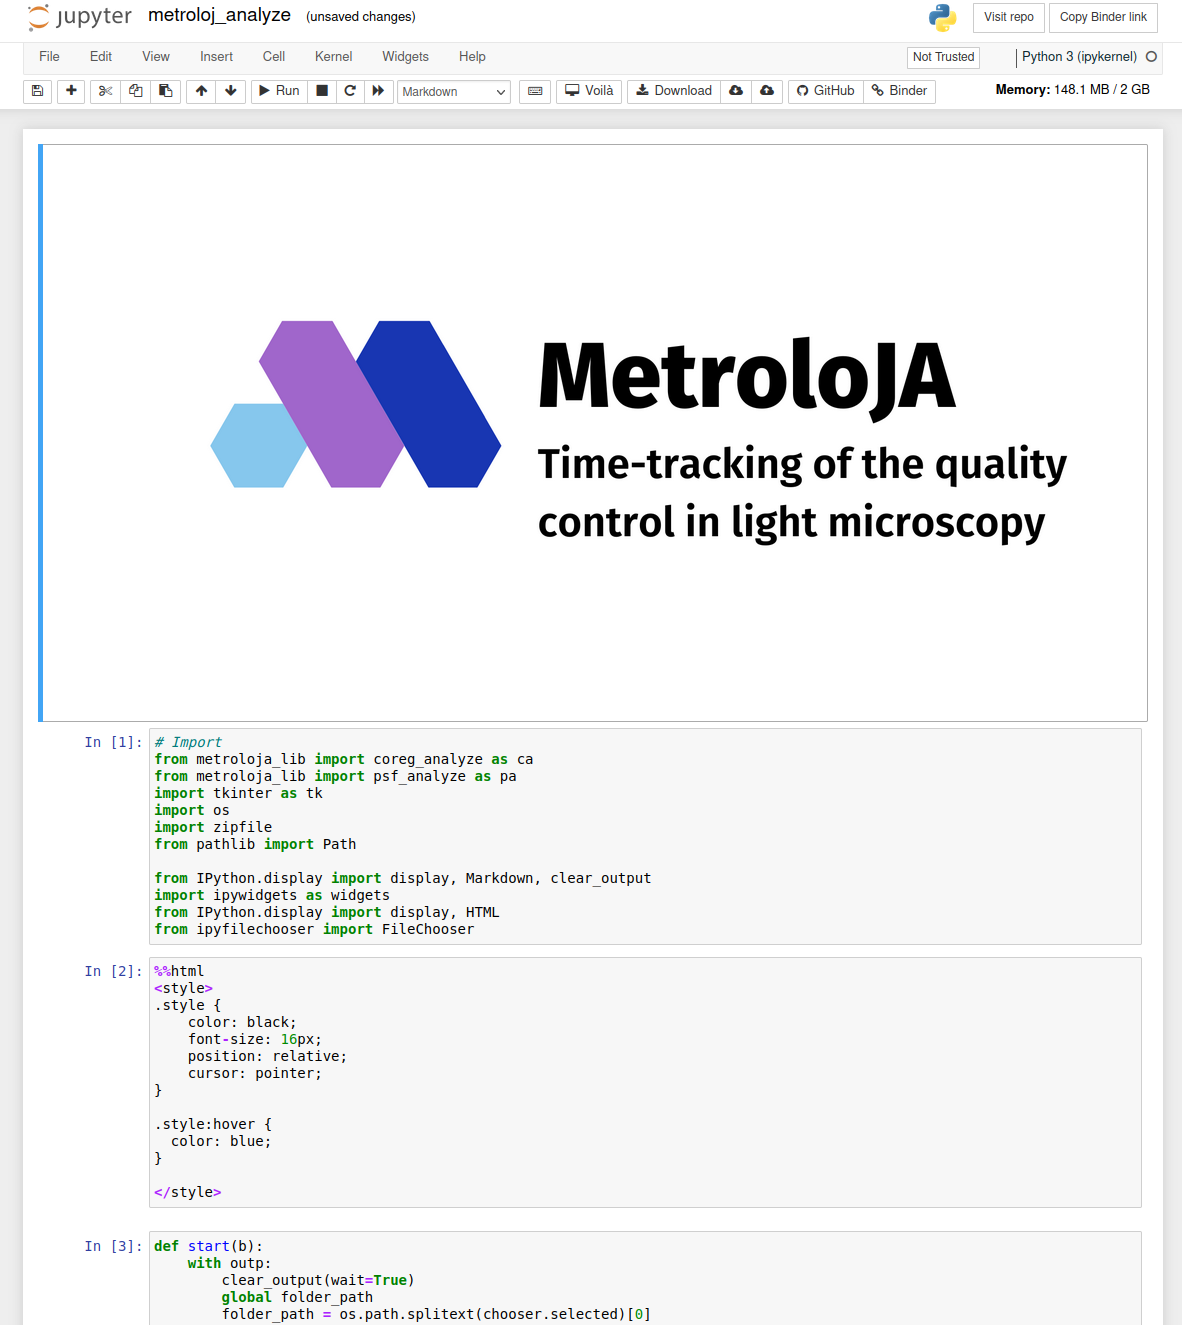 jupyter metroloj_analyze (unsaved changes) Visit repo Copy Binder link
File Edit View Insert Cell Kernel Widgets Help Not Trusted Python 3 (ipykernel)
Run Markdown Voilà Download GitHub Binder Memory: 148.1 MB / 2 GB
MetroloJA
Time-tracking of the quality
control in light microscopy
In [1]: # Import
from metroloja_lib import coreg_analyze as ca
from metroloja_lib import psf_analyze as pa
import tkinter as tk
import os
import zipfile
from pathlib import Path
from IPython.display import display, Markdown, clear_output
import ipywidgets as widgets
from IPython.display import display, HTML
from ipyfilechooser import FileChooser
In [2]: %%html
<style>
.style {
    color: black;
    font-size: 16px;
    position: relative;
    cursor: pointer;
}
.style:hover {
  color: blue;
}
</style>
In [3]: def start(b):
    with outp:
        clear_output(wait=True)
        global folder_path
        folder_path = os.path.splitext(chooser.selected)[0]